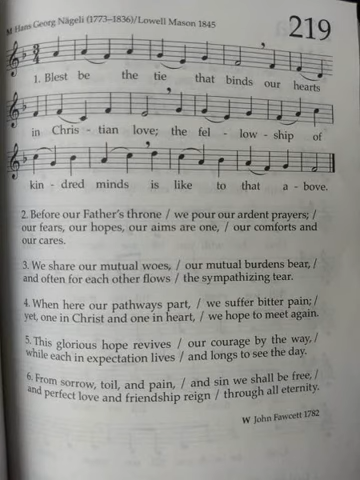 M Hans Georg Nägeli (1773–1836)/Lowell Mason 1845
219
1. Blest be the tie that binds our hearts
in Chris - tian love; the fel - low - ship of
kin - dred minds is like to that a - bove.
2. Before our Father's throne / we pour our ardent prayers; /
our fears, our hopes, our aims are one, / our comforts and
our cares.
3. We share our mutual woes, / our mutual burdens bear, /
and often for each other flows / the sympathizing tear.
4. When here our pathways part, / we suffer bitter pain; /
yet, one in Christ and one in heart, / we hope to meet again.
5. This glorious hope revives / our courage by the way, /
while each in expectation lives / and longs to see the day.
6. From sorrow, toil, and pain, / and sin we shall be free, /
and perfect love and friendship reign / through all eternity.
W John Fawcett 1782